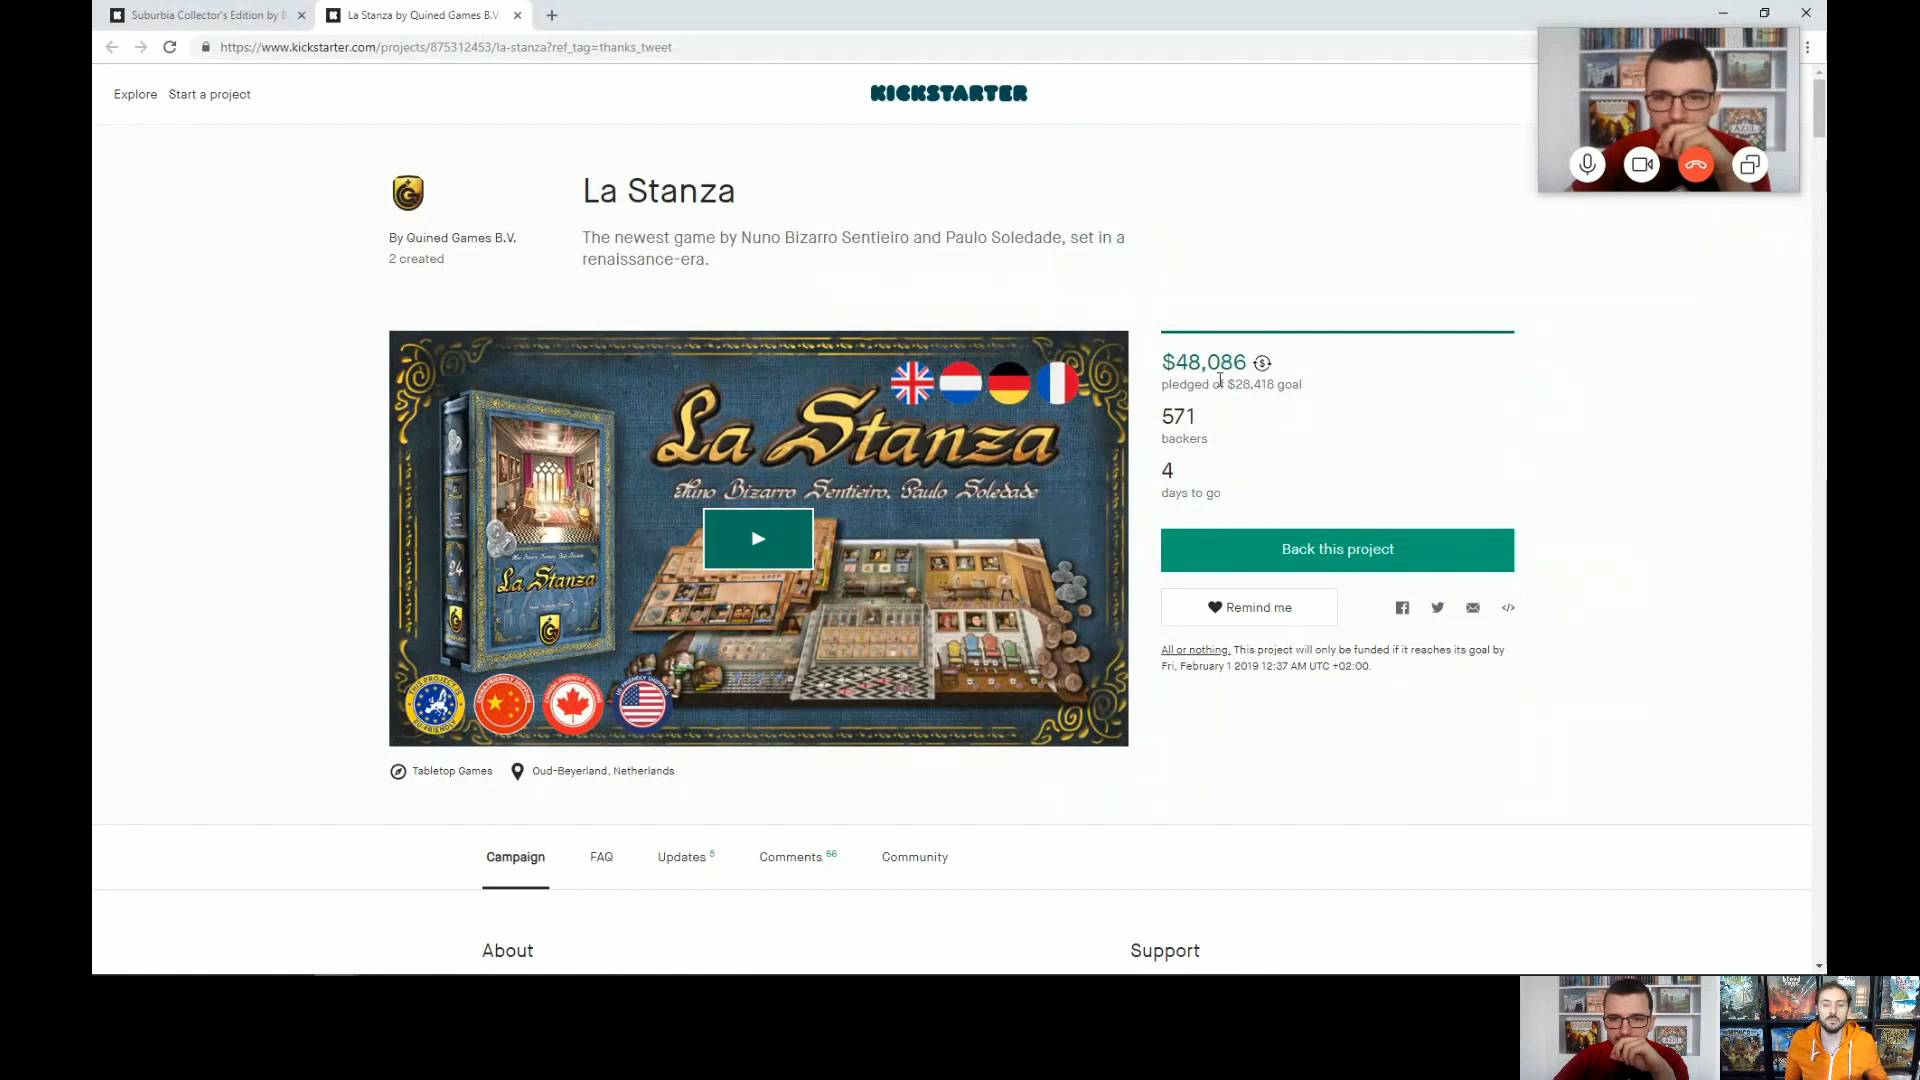 Suburbia Collector's Edition by
La Stanza by Quined Games B.V.
https://www.kickstarter.com/projects/875312453/la-stanza?ref_tag=thanks_tweet
Explore
Start a project
KICKSTARTER
La Stanza
By Quined Games B.V.
2 created
The newest game by Nuno Bizarro Sentieiro and Paulo Soledade, set in a
renaissance-era.
La Stanza
Nuno Bizarro Sentieiro, Paulo Soledade
La Stanza
24
$48,086
pledged of $28,418 goal
571
backers
4
days to go
Back this project
Remind me
All or nothing. This project will only be funded if it reaches its goal by
Fri, February 1 2019 12:37 AM UTC +02:00.
Tabletop Games
Oud-Beyerland, Netherlands
Campaign
FAQ
Updates 5
Comments 66
Community
About
Support
AZUL